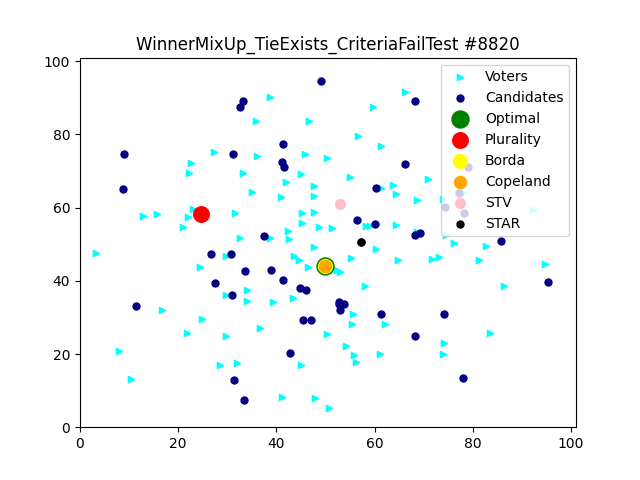 WinnerMixUp_TieExists_CriteriaFailTest #8820
100
80
60
40
20
0
0 20 40 60 80 100
Voters
Candidates
Optimal
Plurality
Borda
Copeland
STV
STAR